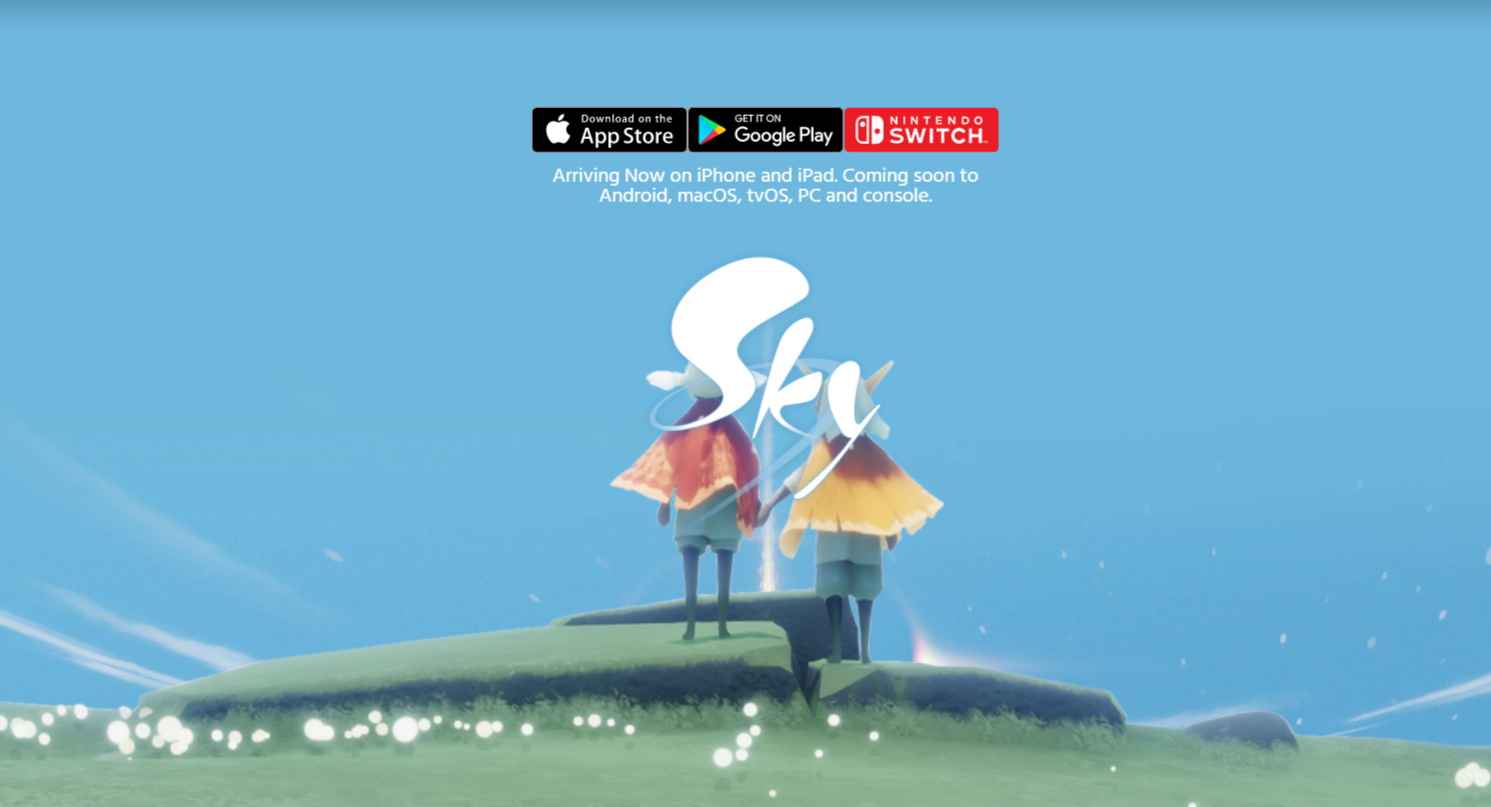 Download on the
App Store
GET IT ON
Google Play
NINTENDO
SWITCH™
Arriving Now on iPhone and iPad. Coming soon to
Android, macOS, tvOS, PC and console.
Sky